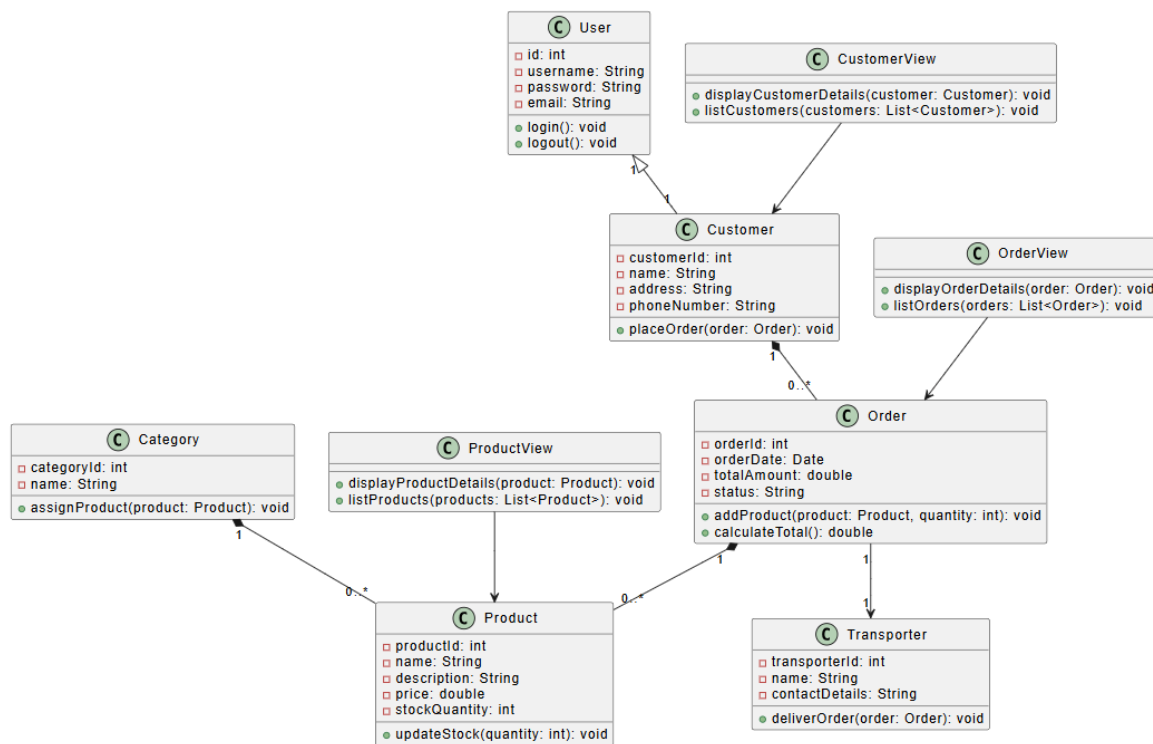 C User
id: int
username: String
password: String
email: String
login(): void
logout(): void
1
1
C CustomerView
displayCustomerDetails(customer: Customer): void
listCustomers(customers: List<Customer>): void
C Customer
customerId: int
name: String
address: String
phoneNumber: String
placeOrder(order: Order): void
1
0..*
C OrderView
displayOrderDetails(order: Order): void
listOrders(orders: List<Order>): void
C Category
categoryId: int
name: String
assignProduct(product: Product): void
1
0..*
C ProductView
displayProductDetails(product: Product): void
listProducts(products: List<Product>): void
C Order
orderId: int
orderDate: Date
totalAmount: double
status: String
addProduct(product: Product, quantity: int): void
calculateTotal(): double
1
0..*
1
1
C Product
productId: int
name: String
description: String
price: double
stockQuantity: int
updateStock(quantity: int): void
C Transporter
transporterId: int
name: String
contactDetails: String
deliverOrder(order: Order): void